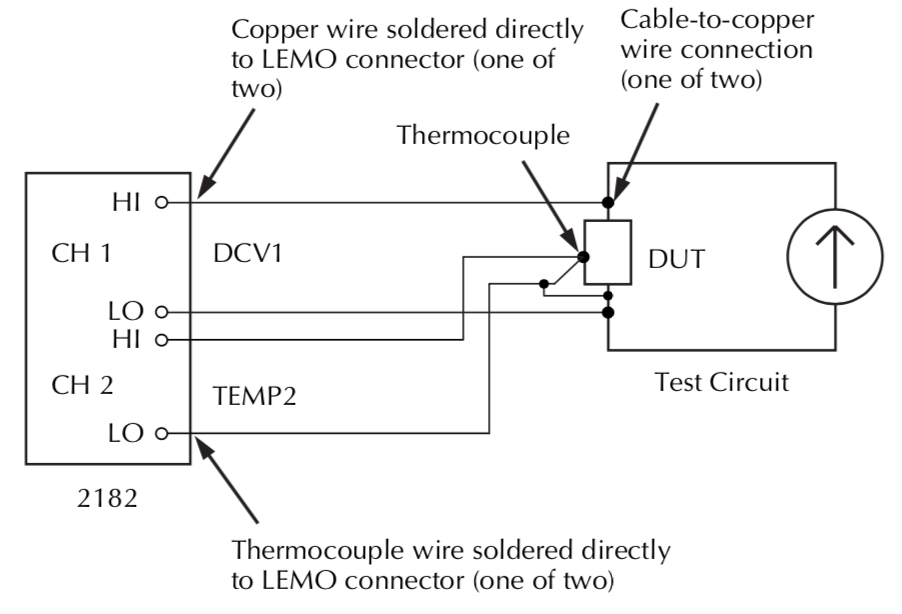 Copper wire soldered directly
to LEMO connector (one of
two)
Cable-to-copper
wire connection
(one of two)
Thermocouple
HI
CH 1
DCV1
DUT
LO
HI
CH 2
TEMP2
Test Circuit
LO
2182
Thermocouple wire soldered directly
to LEMO connector (one of two)